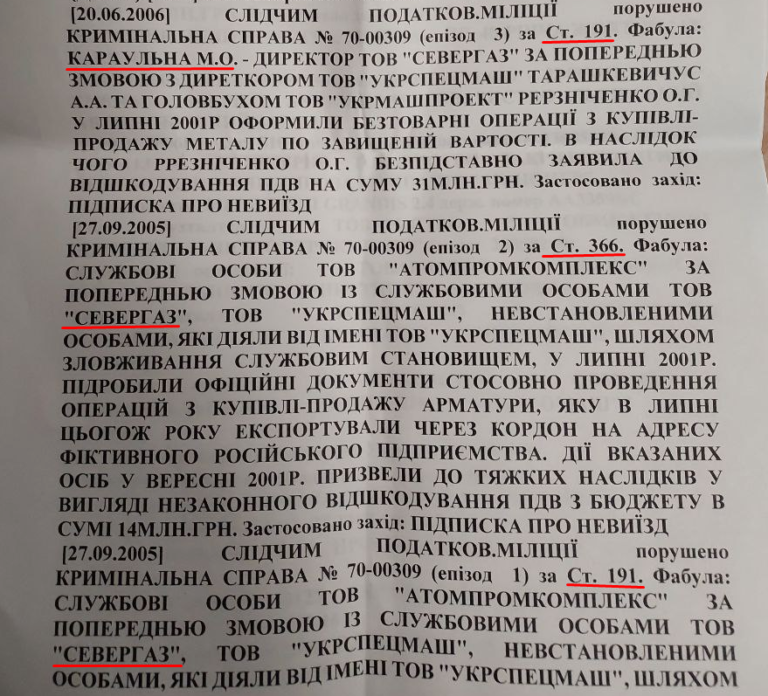 [20.06.2006] СЛІДЧИМ ПОДАТКОВ.МІЛІЦІЇ порушено
КРИМІНАЛЬНА СПРАВА № 70-00309 (епізод 3) за Ст. 191. Фабула:
КАРАУЛЬНА М.О. - ДИРЕКТОР ТОВ "СЕВЕРГАЗ" ЗА ПОПЕРЕДНЬЮ
ЗМОВОЮ З ДИРЕТКОРОМ ТОВ "УКРСПЕЦМАШ" ТАРАШКЕВИЧУС
А.А. ТА ГОЛОВБУХОМ ТОВ "УКРМАШПРОЕКТ" РЕРЗНІЧЕНКО О.Г.
У ЛИПНІ 2001Р ОФОРМИЛИ БЕЗТОВАРНІ ОПЕРАЦІЇ З КУПІВЛІ-
ПРОДАЖУ МЕТАЛУ ПО ЗАВИЩЕНІЙ ВАРТОСТІ. В НАСЛІДОК
ЧОГО РРЕЗНІЧЕНКО О.Г. БЕЗПІДСТАВНО ЗАЯВИЛА ДО
ВІДШКОДУВАННЯ ПДВ НА СУМУ 31МЛН.ГРН. Застосовано захід:
ПІДПИСКА ПРО НЕВИЇЗД
[27.09.2005] СЛІДЧИМ ПОДАТКОВ.МІЛІЦІЇ порушено
КРИМІНАЛЬНА СПРАВА № 70-00309 (епізод 2) за Ст. 366. Фабула:
СЛУЖБОВІ ОСОБИ ТОВ "АТОМПРОМКОМПЛЕКС" ЗА
ПОПЕРЕДНЬЮ ЗМОВОЮ ІЗ СЛУЖБОВИМИ ОСОБАМИ ТОВ
"СЕВЕРГАЗ", ТОВ "УКРСПЕЦМАШ", НЕВСТАНОВЛЕНИМИ
ОСОБАМИ, ЯКІ ДІЯЛИ ВІД ІМЕНІ ТОВ "УКРСПЕЦМАШ", ШЛЯХОМ
ЗЛОВЖИВАННЯ СЛУЖБОВИМ СТАНОВИЩЕМ, У ЛИПНІ 2001Р.
ПІДРОБИЛИ ОФІЦІЙНІ ДОКУМЕНТИ СТОСОВНО ПРОВЕДЕННЯ
ОПЕРАЦІЙ З КУПІВЛІ-ПРОДАЖУ АРМАТУРИ, ЯКУ В ЛИПНІ
ЦЬОГОЖ РОКУ ЕКСПОРТУВАЛИ ЧЕРЕЗ КОРДОН НА АДРЕСУ
ФІКТИВНОГО РОСІЙСЬКОГО ПІДПРИЄМСТВА. ДІЇ ВКАЗАНИХ
ОСІБ У ВЕРЕСНІ 2001Р. ПРИЗВЕЛИ ДО ТЯЖКИХ НАСЛІДКІВ У
ВИГЛЯДІ НЕЗАКОННОГО ВІДШКОДУВАННЯ ПДВ З БЮДЖЕТУ В
СУМІ 14МЛН.ГРН. Застосовано захід: ПІДПИСКА ПРО НЕВИЇЗД
[27.09.2005] СЛІДЧИМ ПОДАТКОВ.МІЛІЦІЇ порушено
КРИМІНАЛЬНА СПРАВА № 70-00309 (епізод 1) за Ст. 191. Фабула:
СЛУЖБОВІ ОСОБИ ТОВ "АТОМПРОМКОМПЛЕКС" ЗА
ПОПЕРЕДНЬЮ ЗМОВОЮ ІЗ СЛУЖБОВИМИ ОСОБАМИ ТОВ
"СЕВЕРГАЗ", ТОВ "УКРСПЕЦМАШ", НЕВСТАНОВЛЕНИМИ
ОСОБАМИ, ЯКІ ДІЯЛИ ВІД ІМЕНІ ТОВ "УКРСПЕЦМАШ", ШЛЯХОМ